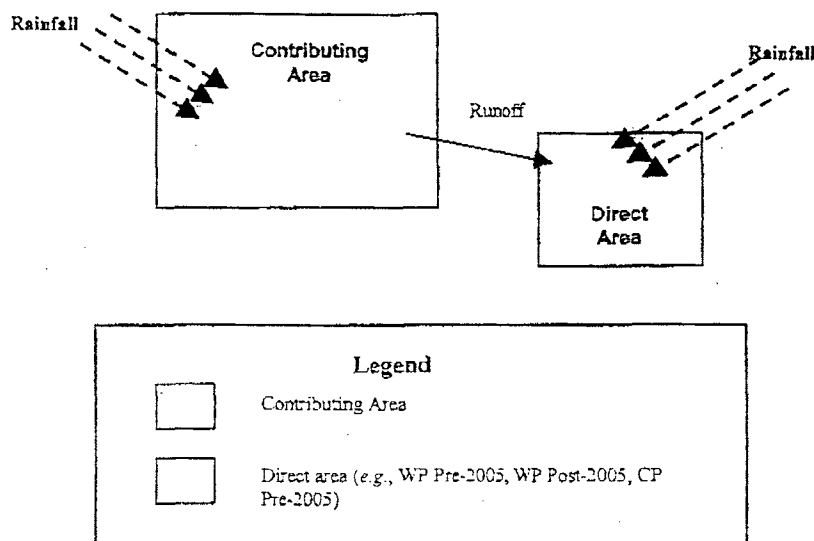 Rainfall
Contributing
Area
Rainfall
Runoff
Direct
Area
Legend
Contributing Area
Direct area (e.g., WP Pre-2005, WP Post-2005, CP
Pre-2005)